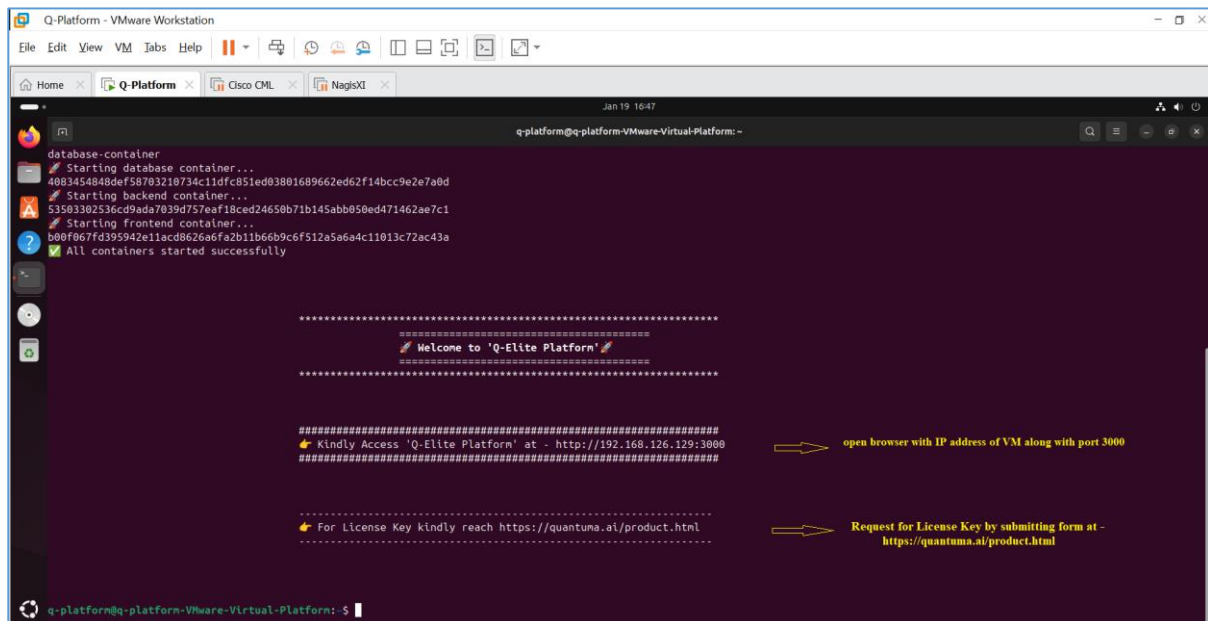 Q-Platform - VMware Workstation
File Edit View VM Tabs Help
Home Q-Platform Cisco CML NagisXI
Jan 19 16:47
q-platform@q-platform-VMware-Virtual-Platform: ~
database-container
🚀 Starting database container...
4083454848def58703210734c11dfc851ed03801689662ed62f14bcc9e2e7a0d
🚀 Starting backend container...
53503302536cd9ada7039d757eaf18ced24650b71b145abb050ed471462ae7c1
🚀 Starting frontend container...
b00f067fd395942e11acd8626a6fa2b11b66b9c6f512a5a6a4c11013c72ac43a
✅ All containers started successfully
*******************************************************************
========================================
🚀 Welcome to 'Q-Elite Platform'🚀
========================================
*******************************************************************
###################################################################
👉 Kindly Access 'Q-Elite Platform' at - http://192.168.126.129:3000
open browser with IP address of VM along with port 3000
###################################################################
------------------------------------------------------------------
👉 For License Key kindly reach https://quantuma.ai/product.html
------------------------------------------------------------------
Request for License Key by submitting form at -
https://quantuma.ai/product.html
q-platform@q-platform-VMware-Virtual-Platform:~$